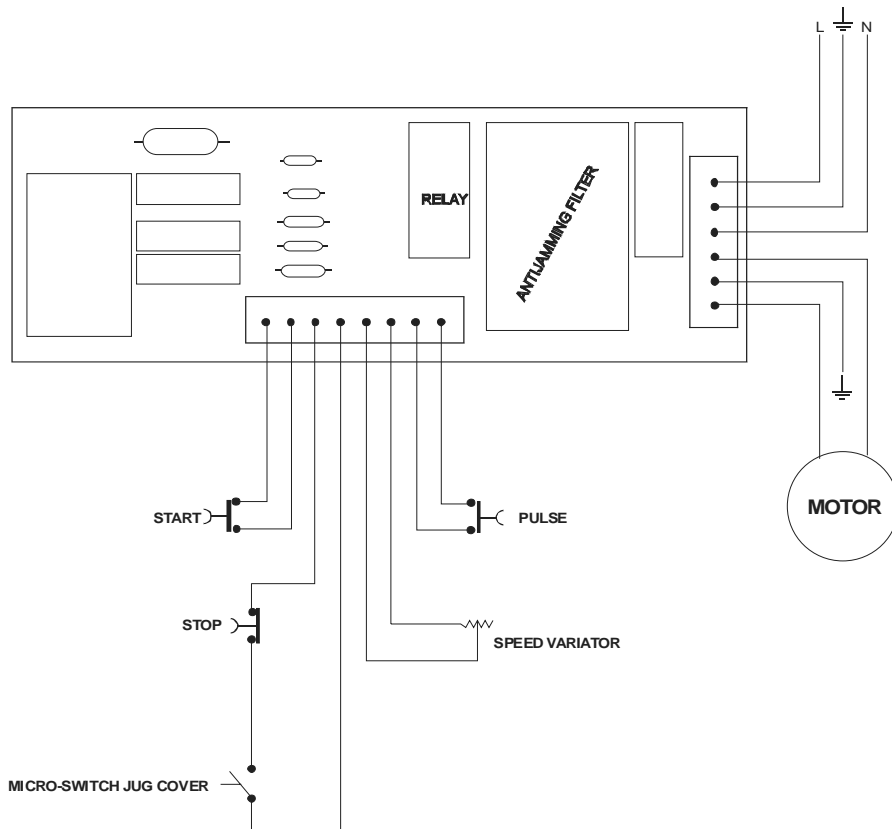 L N
RELAY
ANTIJAMMING FILTER
START
PULSE
MOTOR
STOP
SPEED VARIATOR
MICRO-SWITCH JUG COVER